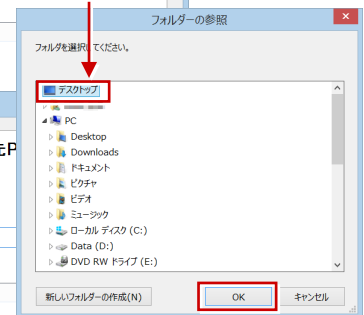 フォルダーの参照
フォルダを選択してください。
デスクトップ
PC
Desktop
Downloads
ドキュメント
ピクチャ
ビデオ
ミュージック
ローカル ディスク (C:)
Data (D:)
DVD RW ドライブ (E:)
新しいフォルダーの作成(N)
OK
キャンセル